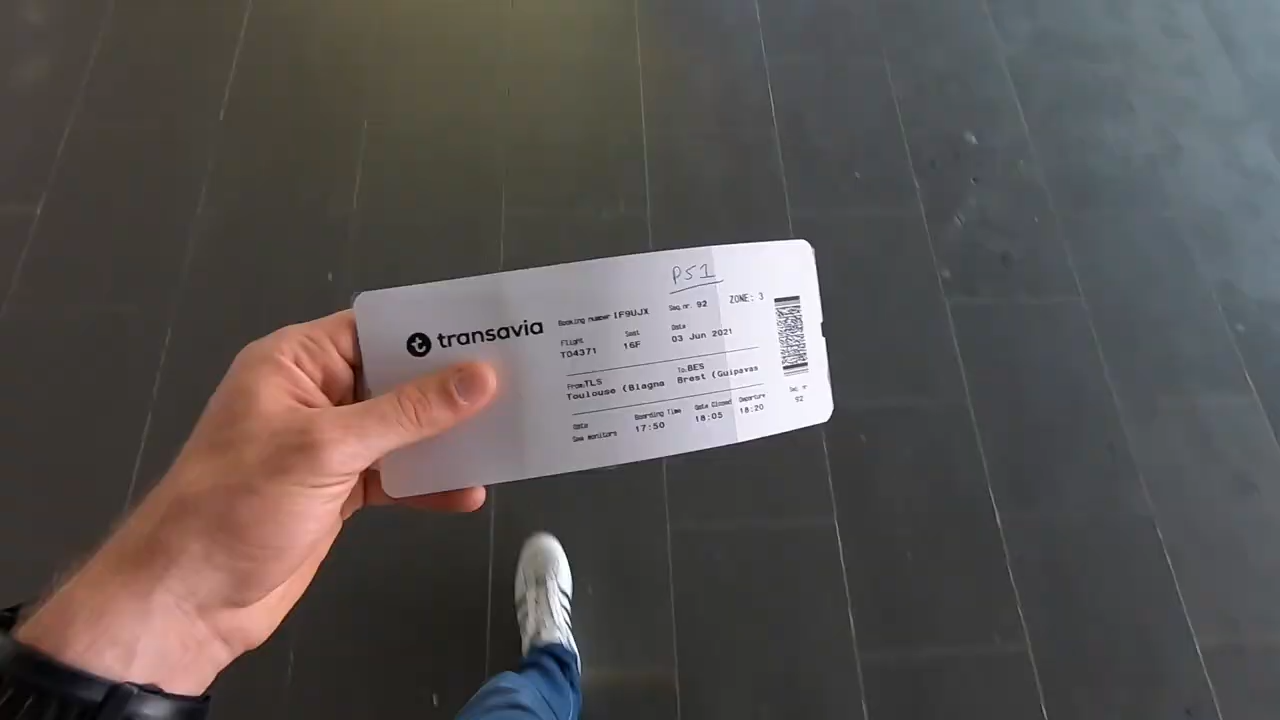 P51
transavia
Booking number IF9UJX Seq.nr. 92 ZONE: 3
Flight Seat Date
TO4371 16F 03 Jun 2021
From:TLS To:BES
Toulouse (Blagna Brest (Guipavas
Gate Boarding Time Gate Closed Departure
See monitors 17:50 18:05 18:20
Seq nr
92